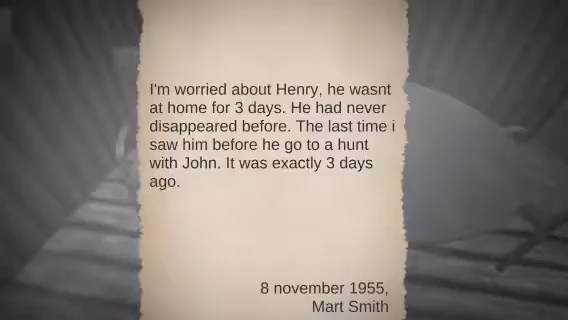 I'm worried about Henry, he wasnt
at home for 3 days. He had never
disappeared before. The last time i
saw him before he go to a hunt
with John. It was exactly 3 days
ago.
8 november 1955,
Mart Smith